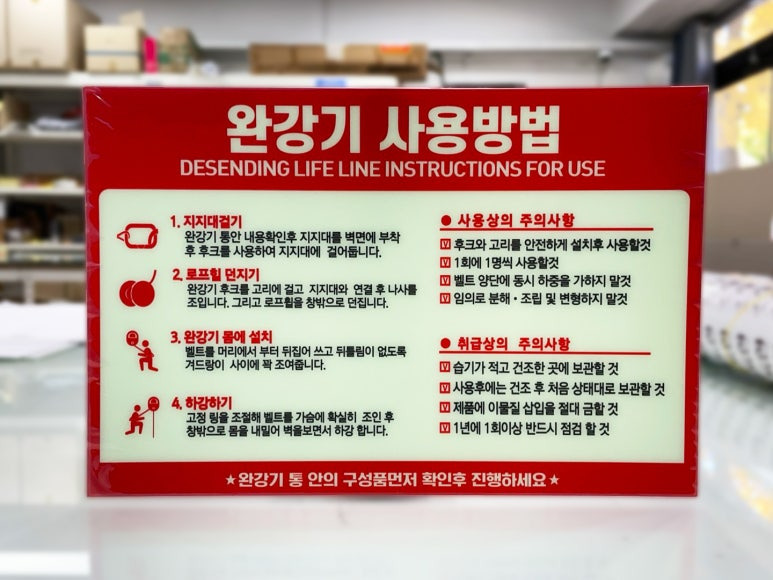 완강기 사용방법
DESENDING LIFE LINE INSTRUCTIONS FOR USE
1. 지지대걸기
완강기 통안 내용확인후 지지대를 벽면에 부착
후 후크를 사용하여 지지대에 걸어둡니다.
2. 로프휠 던지기
완강기 후크를 고리에 걸고 지지대와 연결 후 나사를
조입니다. 그리고 로프휠을 창밖으로 던집니다.
3. 완강기 몸에 설치
벨트를 머리에서 부터 뒤집어 쓰고 뒤틀림이 없도록
겨드랑이 사이에 꽉 조여줍니다.
4. 하강하기
고정 링을 조절해 벨트를 가슴에 확실히 조인 후
창밖으로 몸을 내밀어 벽을보면서 하강 합니다.
● 사용상의 주의사항
☑ 후크와 고리를 안전하게 설치후 사용할것
☑ 1회에 1명씩 사용할것
☑ 벨트 양단에 동시 하중을 가하지 말것
☑ 임의로 분해・조립 및 변형하지 말것
● 취급상의 주의사항
☑ 습기가 적고 건조한 곳에 보관할 것
☑ 사용후에는 건조 후 처음 상태대로 보관할 것
☑ 제품에 이물질 삽입을 절대 금할것
☑ 1년에 1회이상 반드시 점검 할 것
★완강기 통 안의 구성품먼저 확인후 진행하세요★